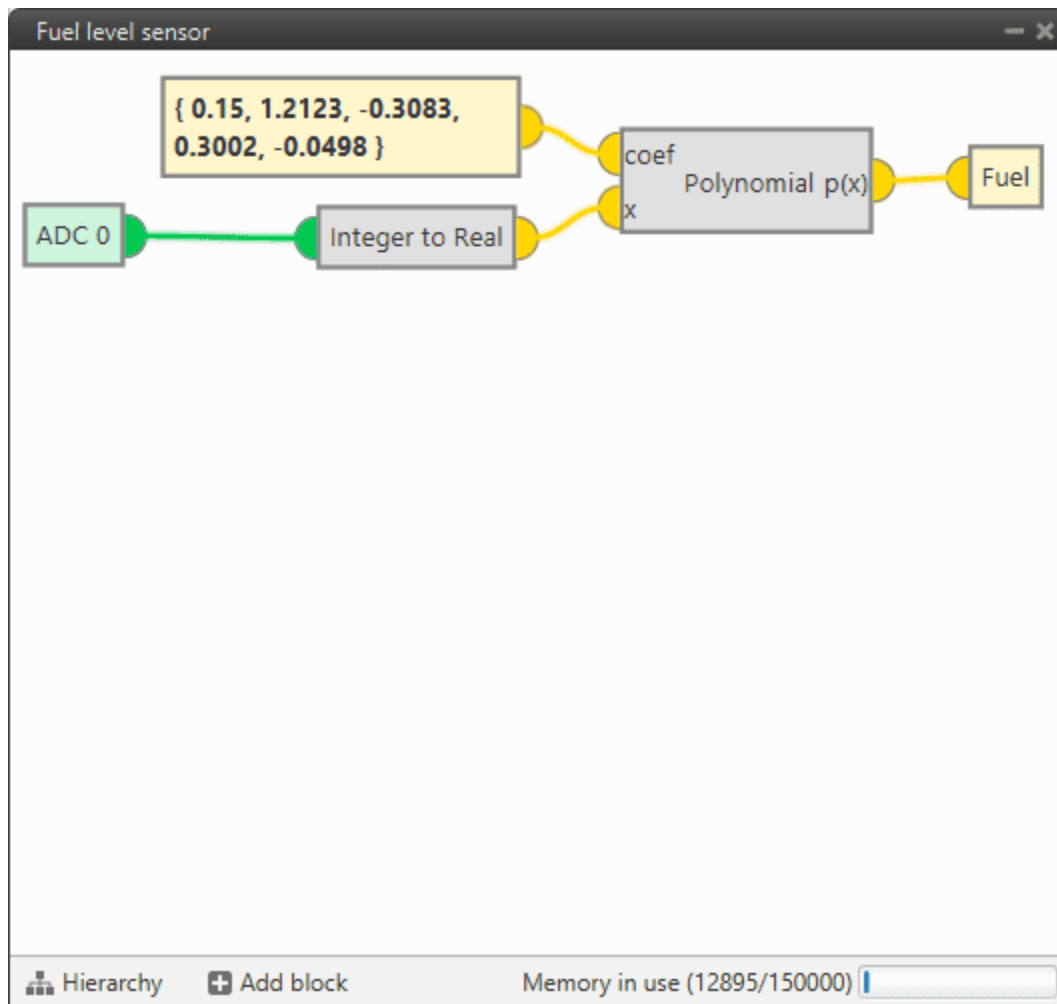 Fuel level sensor
{ 0.15, 1.2123, -0.3083,
0.3002, -0.0498 }
coef
Polynomial p(x)
x
Fuel
ADC 0
Integer to Real
Hierarchy
Add block
Memory in use (12895/150000)